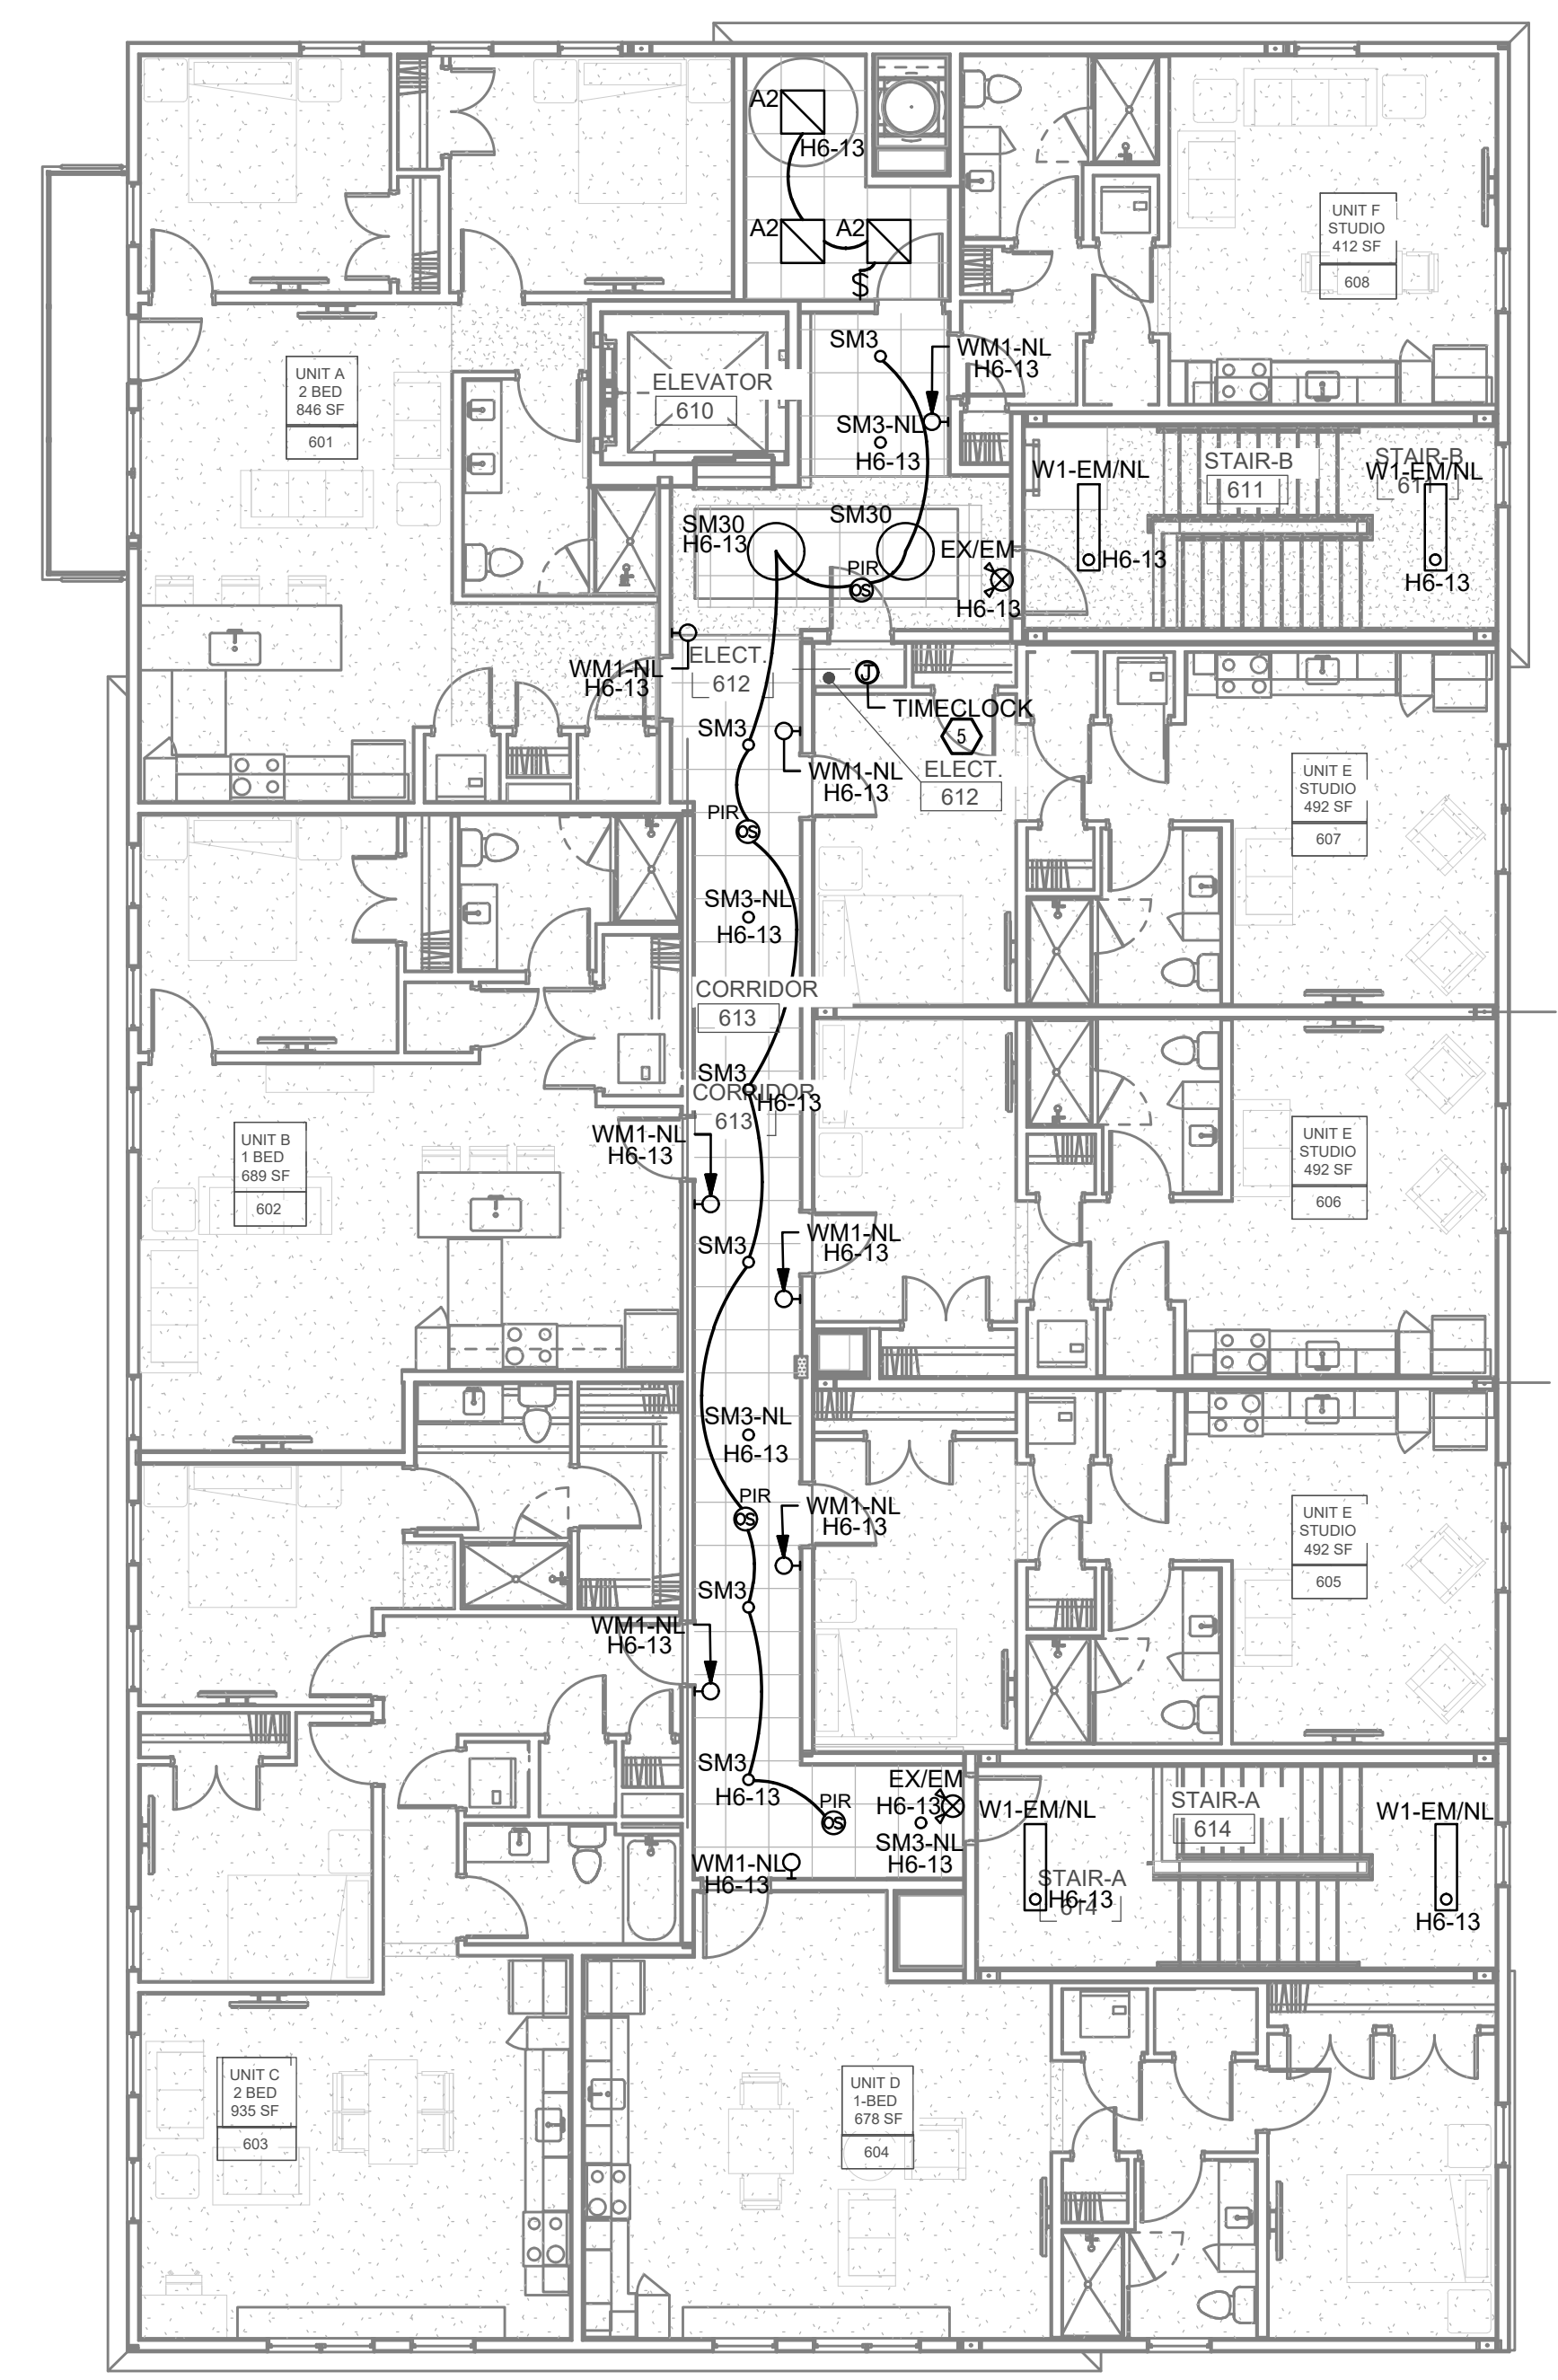 A2
H6-13
A2
A2
$
UNIT F
STUDIO
412 SF
608
SM3
WM1-NL
H6-13
UNIT A
2 BED
846 SF
601
ELEVATOR
610
SM3-NL
H6-13
STAIR-B
611
STAIR-B
611
W1-EM/NL
H6-13
W1-EM/NL
H6-13
SM30
H6-13
SM30
PIR
OS
EX/EM
H6-13
WM1-NL
H6-13
ELECT.
612
J
TIMECLOCK
5
SM3
WM1-NL
H6-13
ELECT.
612
UNIT E
STUDIO
492 SF
607
PIR
OS
SM3-NL
H6-13
CORRIDOR
613
SM3
H6-13
CORRIDOR
613
WM1-NL
H6-13
UNIT B
1 BED
689 SF
602
UNIT E
STUDIO
492 SF
606
SM3
WM1-NL
H6-13
SM3-NL
H6-13
PIR
OS
WM1-NL
H6-13
UNIT E
STUDIO
492 SF
605
SM3
WM1-NL
H6-13
SM3
H6-13
PIR
OS
EX/EM
H6-13
SM3-NL
H6-13
WM1-NL
H6-13
W1-EM/NL
H6-13
STAIR-A
614
STAIR-A
614
W1-EM/NL
H6-13
UNIT C
2 BED
935 SF
603
UNIT D
1-BED
678 SF
604